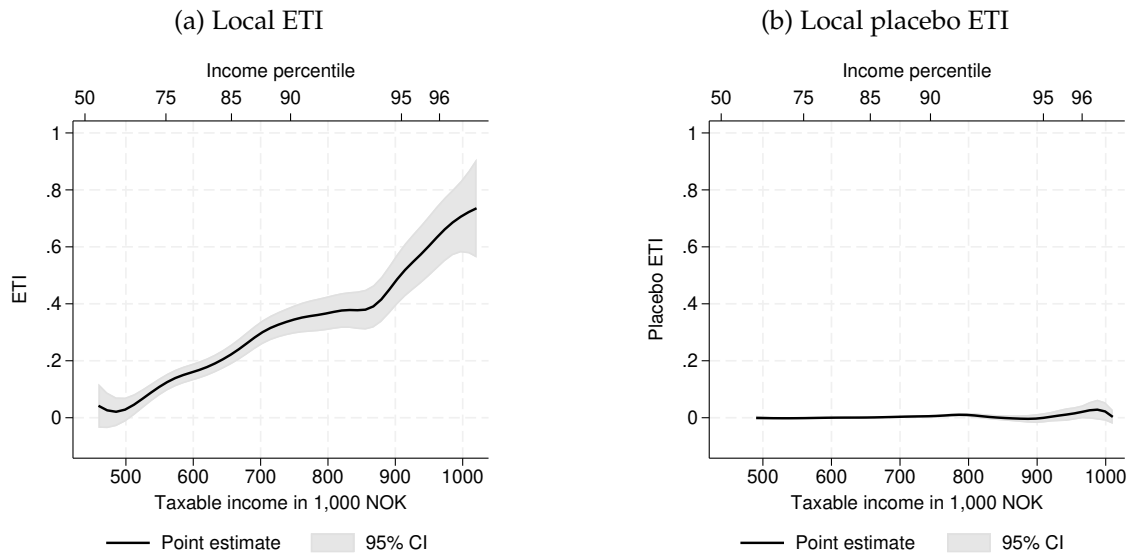 (a) Local ETI
Income percentile
50 75 85 90 95 96
1
.8
.6
.4
.2
0
ETI
500 600 700 800 900 1000
Taxable income in 1,000 NOK
Point estimate 95% CI
(b) Local placebo ETI
Income percentile
50 75 85 90 95 96
1
.8
.6
.4
.2
0
Placebo ETI
500 600 700 800 900 1000
Taxable income in 1,000 NOK
Point estimate 95% CI